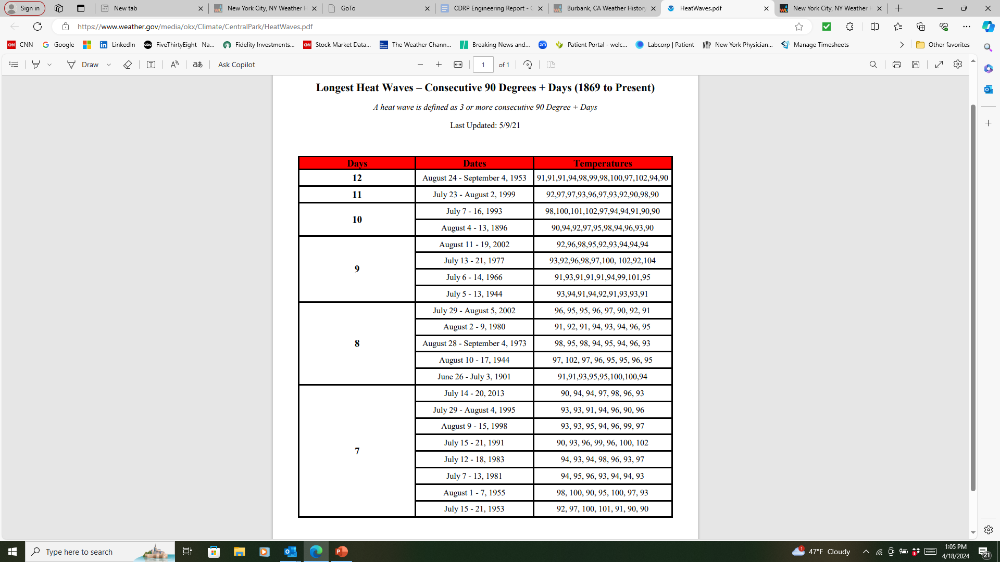 Sign in
New tab
New York City, NY Weather H
GoTo
CDRP Engineering Report - G
Burbank, CA Weather History
HeatWaves.pdf
New York City, NY Weather H
https://www.weather.gov/media/okx/Climate/CentralPark/HeatWaves.pdf
CNN
Google
LinkedIn
FiveThirtyEight Na...
Fidelity Investments...
Stock Market Data...
The Weather Chann...
Breaking News and...
Patient Portal - welc...
Labcorp | Patient
New York Physician...
Manage Timesheets
Other favorites
Draw
Ask Copilot
1 of 1
Longest Heat Waves – Consecutive 90 Degrees + Days (1869 to Present)
A heat wave is defined as 3 or more consecutive 90 Degree + Days
Last Updated: 5/9/21
Days Dates Temperatures
12 August 24 - September 4, 1953 91,91,91,94,98,99,98,100,97,102,94,90
11 July 23 - August 2, 1999 92,97,97,93,96,97,93,92,90,98,90
10 July 7 - 16, 1993 98,100,101,102,97,94,94,91,90,90
August 4 - 13, 1896 90,94,92,97,95,98,94,96,93,90
9 August 11 - 19, 2002 92,96,98,95,92,93,94,94,94
July 13 - 21, 1977 93,92,96,98,97,100, 102,92,104
July 6 - 14, 1966 91,93,91,91,91,94,99,101,95
July 5 - 13, 1944 93,94,91,94,92,91,93,93,91
8 July 29 - August 5, 2002 96, 95, 95, 96, 97, 90, 92, 91
August 2 - 9, 1980 91, 92, 91, 94, 93, 94, 96, 95
August 28 - September 4, 1973 98, 95, 98, 94, 95, 94, 96, 93
August 10 - 17, 1944 97, 102, 97, 96, 95, 95, 96, 95
June 26 - July 3, 1901 91,91,93,95,95,100,100,94
7 July 14 - 20, 2013 90, 94, 94, 97, 98, 96, 93
July 29 - August 4, 1995 93, 93, 91, 94, 96, 90, 96
August 9 - 15, 1998 93, 93, 95, 94, 96, 99, 97
July 15 - 21, 1991 90, 93, 96, 99, 96, 100, 102
July 12 - 18, 1983 94, 93, 94, 98, 96, 93, 97
July 7 - 13, 1981 94, 95, 96, 93, 94, 94, 93
August 1 - 7, 1955 98, 100, 90, 95, 100, 97, 93
July 15 - 21, 1953 92, 97, 100, 101, 91, 90, 90
Type here to search
47°F Cloudy
1:05 PM
4/18/2024
21